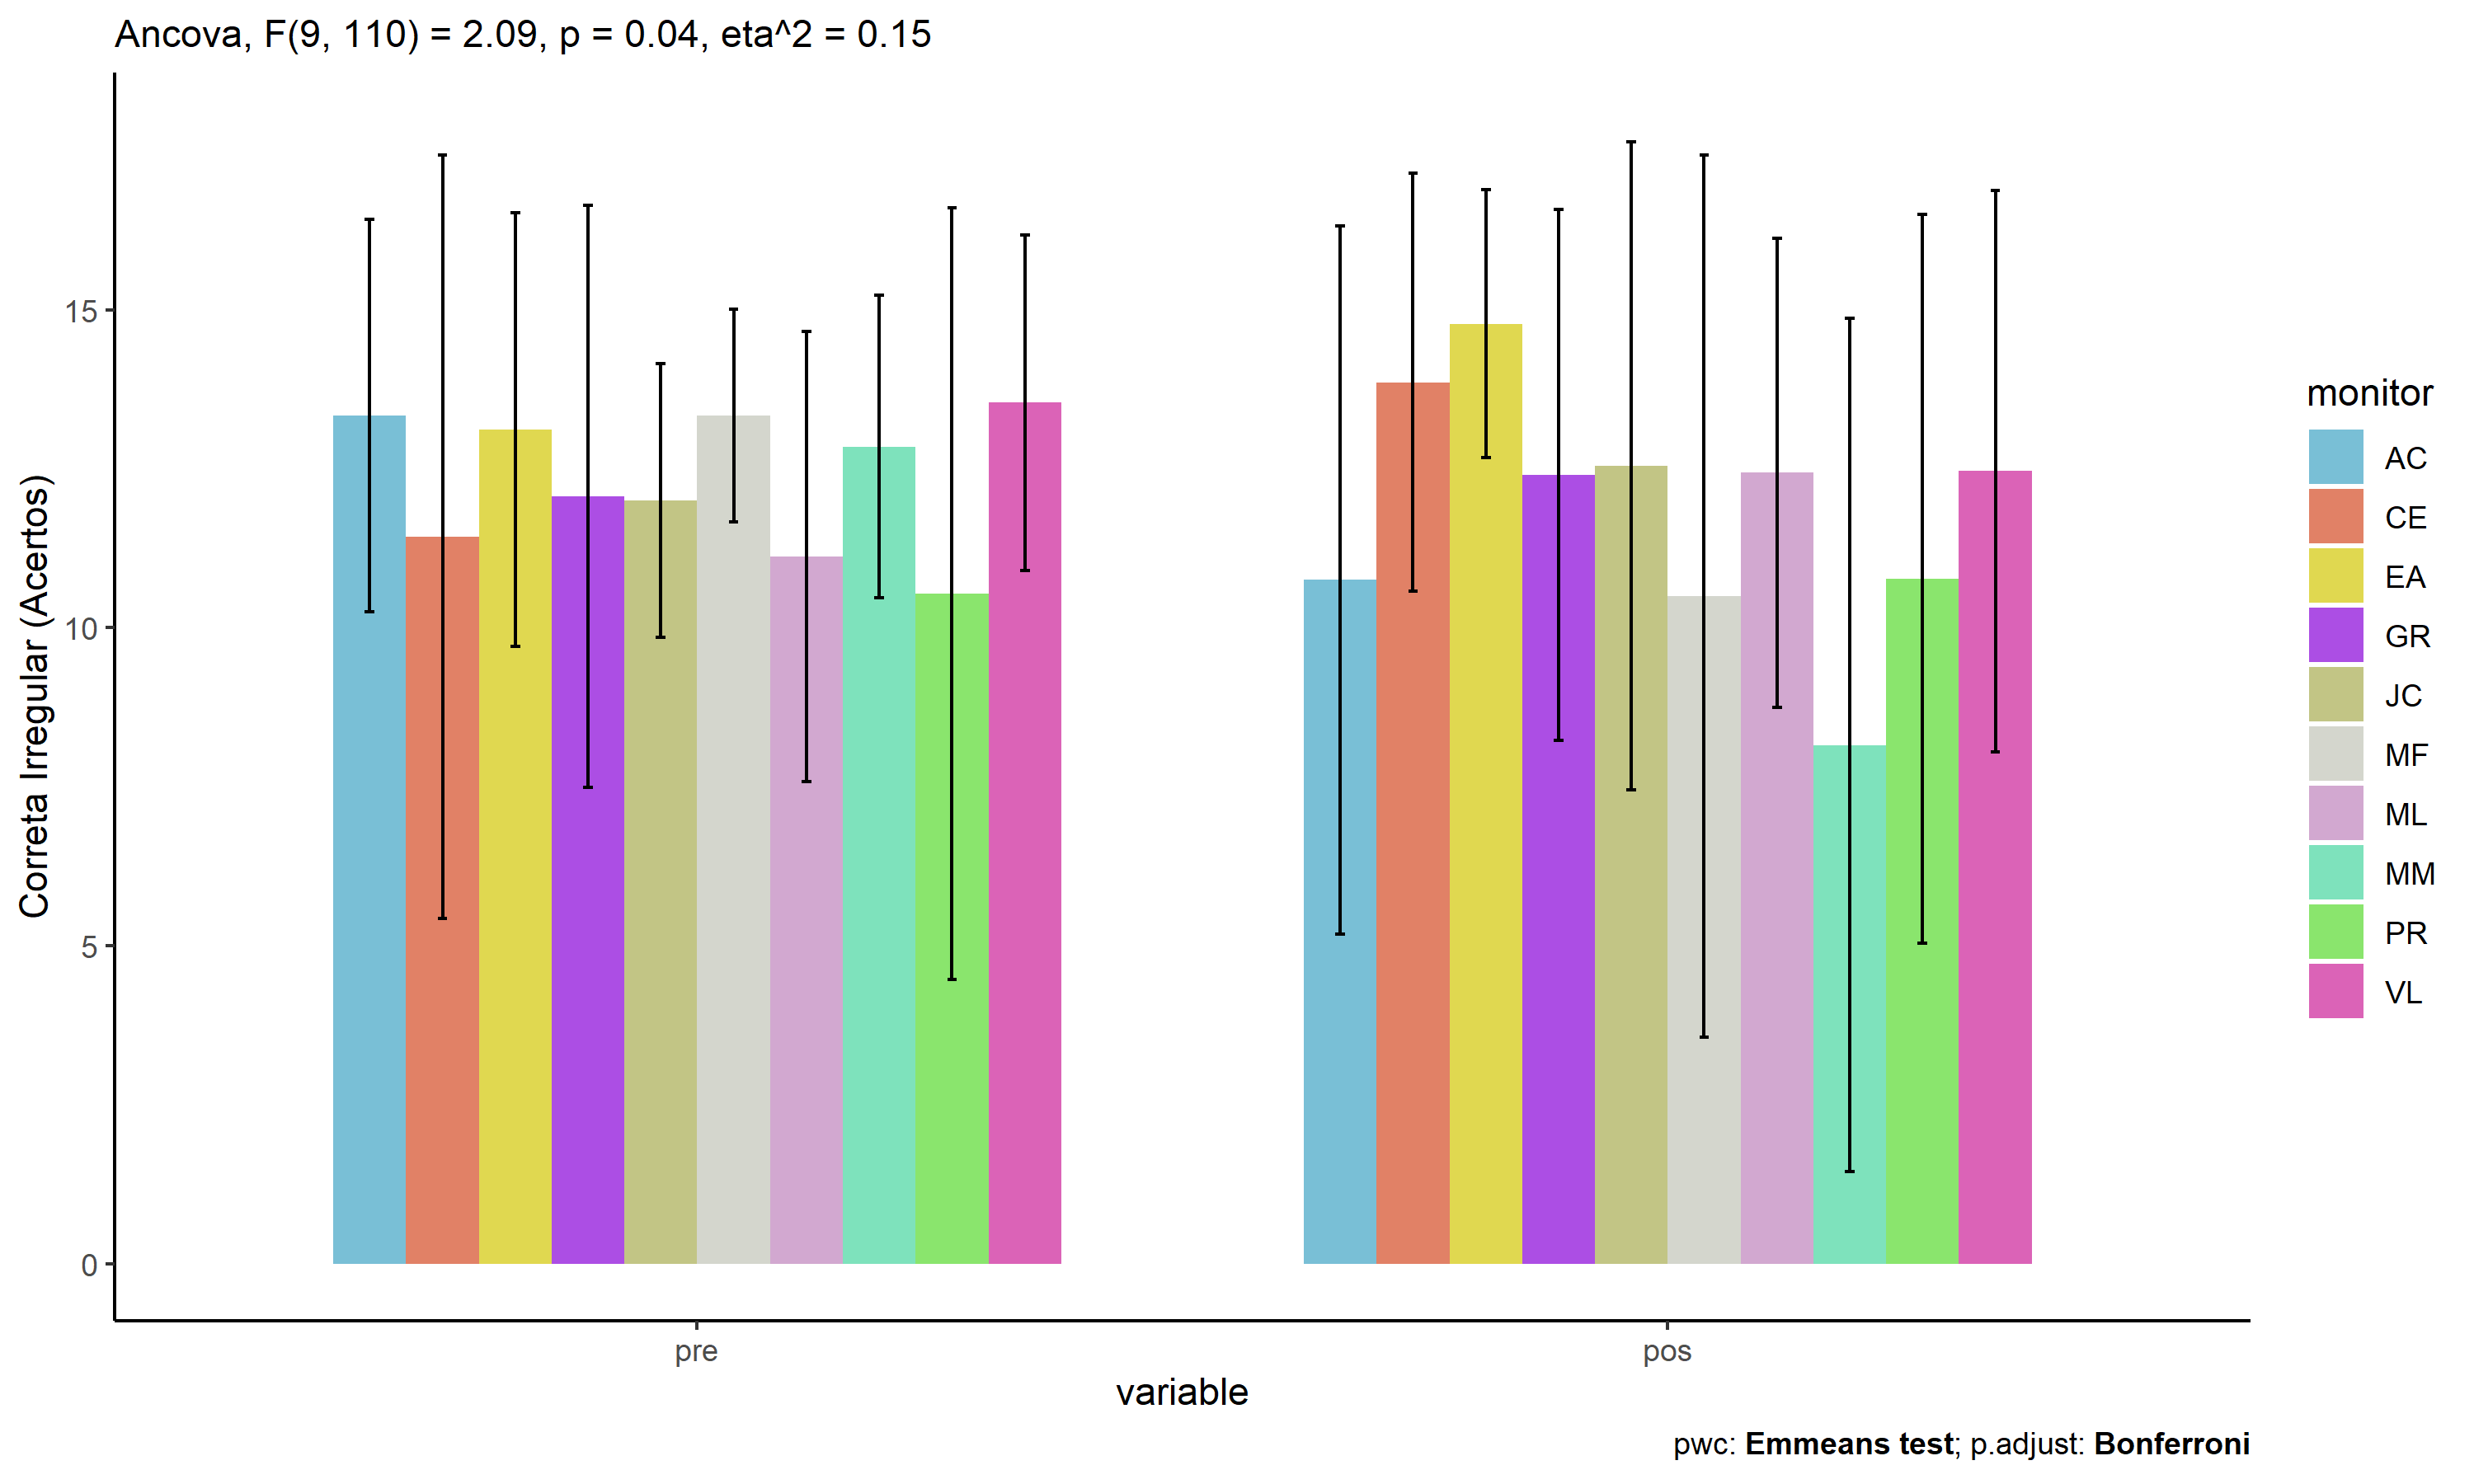 Ancova, F(9, 110) = 2.09, p = 0.04, eta^2 = 0.15
Correta Irregular (Acertos)
15
10
5
0
pre
pos
variable
monitor
AC
CE
EA
GR
JC
MF
ML
MM
PR
VL
pwc: Emmeans test; p.adjust: Bonferroni